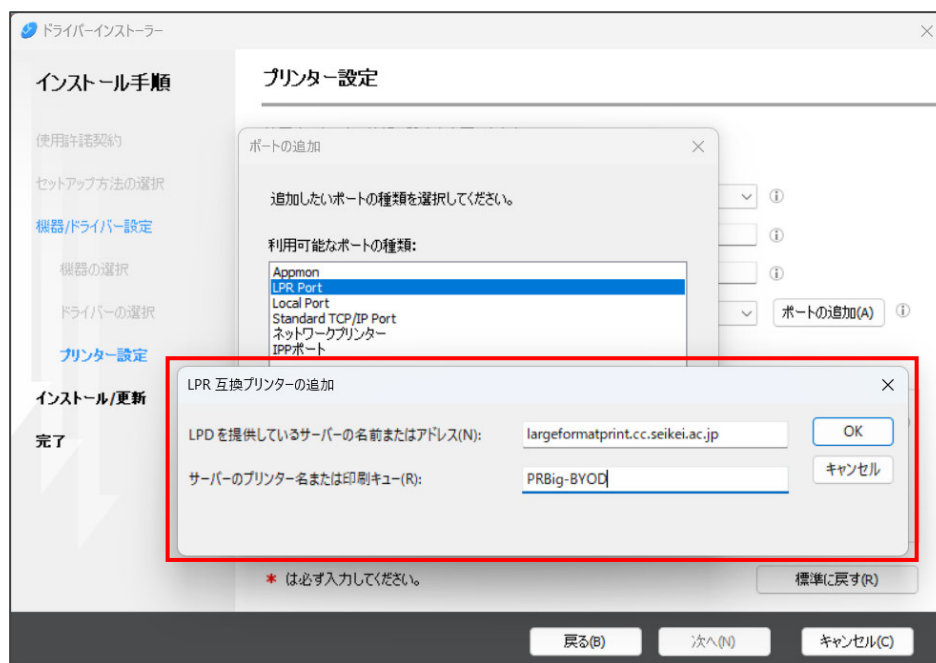 ドライバーインストーラー
インストール手順
プリンター設定
使用許諾契約
セットアップ方法の選択
機器/ドライバー設定
機器の選択
ドライバーの選択
プリンター設定
インストール/更新
完了
ポートの追加
追加したいポートの種類を選択してください。
利用可能なポートの種類:
Appmon
LPR Port
Local Port
Standard TCP/IP Port
ネットワークプリンター
IPPポート
ポートの追加(A)
LPR 互換プリンターの追加
LPD を提供しているサーバーの名前またはアドレス(N):
largeformatprint.cc.seikei.ac.jp
OK
サーバーのプリンター名または印刷キュー(R):
PRBig-BYOD
キャンセル
* は必ず入力してください。
標準に戻す(R)
戻る(B)
次へ(N)
キャンセル(C)